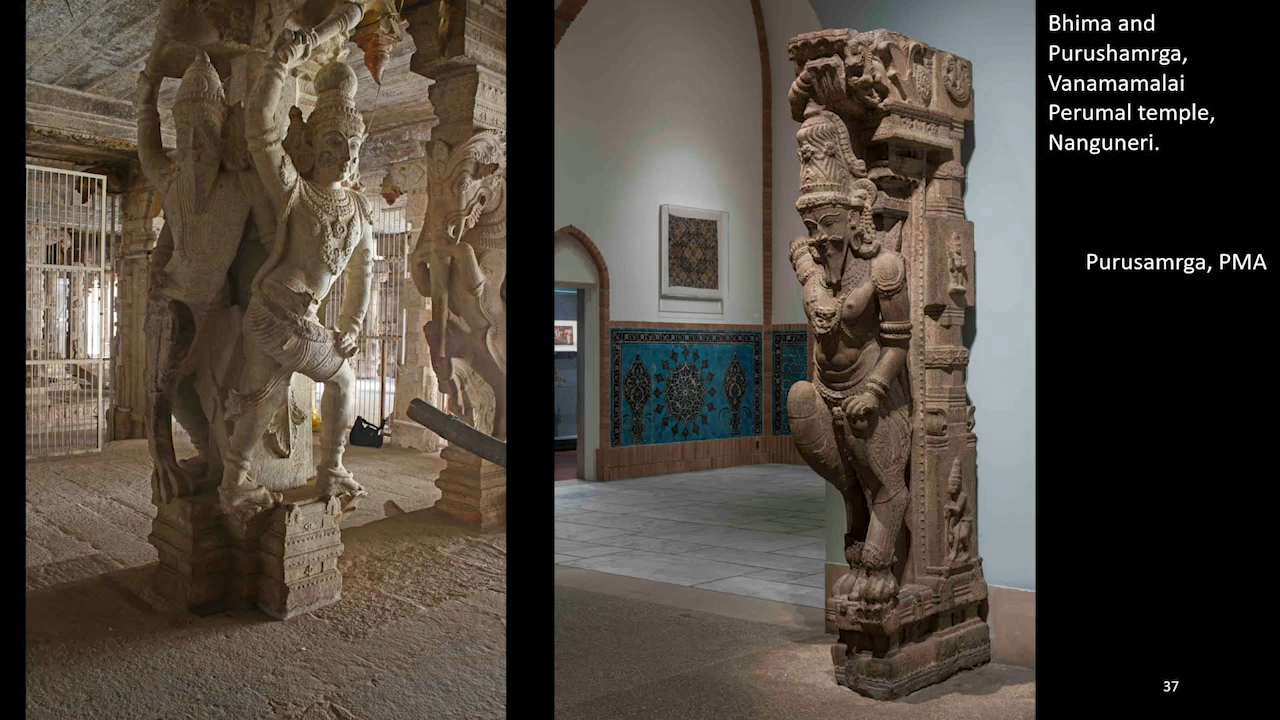 Bhima and
Purushamrga,
Vanamamalai
Perumal temple,
Nanguneri.
Purusamrga, PMA
37